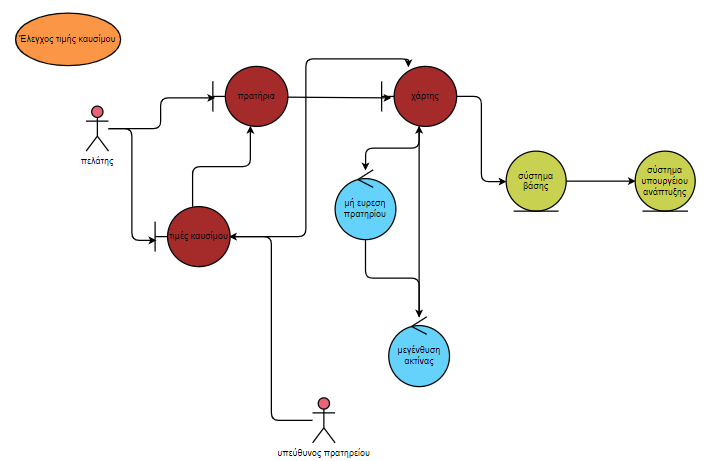 Έλεγχος τιμής καυσίμου
πρατήρια
χάρτης
πελάτης
σύστημα
βάσης
σύστημα
υπουργείου
ανάπτυξης
μή ευρεση
πρατηρίου
τιμές καυσίμου
μεγένθυση
ακτίνας
υπεύθυνος πρατηρείου